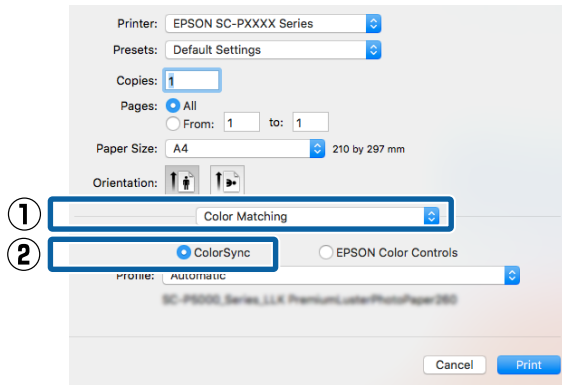 Printer: EPSON SC-PXXXX Series
Presets: Default Settings
Copies: 1
Pages: All
From: 1 to: 1
Paper Size: A4 210 by 297 mm
Orientation:
1 Color Matching
2 ColorSync EPSON Color Controls
Profile: Automatic
SC-P5000_Series_LLK PremiumLusterPhotoPaper260
Cancel Print